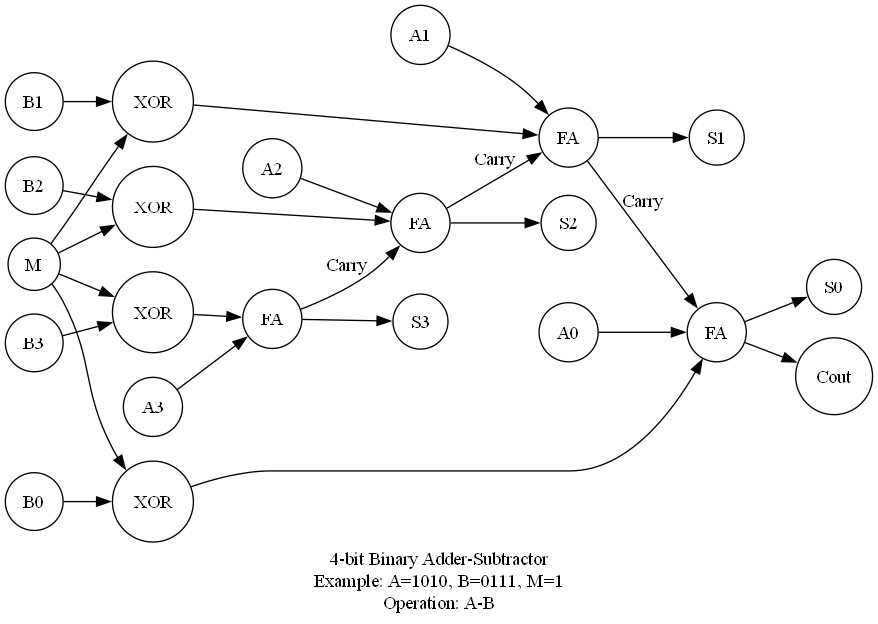 A1
B1
XOR
FA
S1
A2
Carry
B2
XOR
FA
S2
Carry
M
Carry
S0
B3
XOR
FA
S3
A0
FA
Cout
A3
B0
XOR
4-bit Binary Adder-Subtractor
Example: A=1010, B=0111, M=1
Operation: A-B